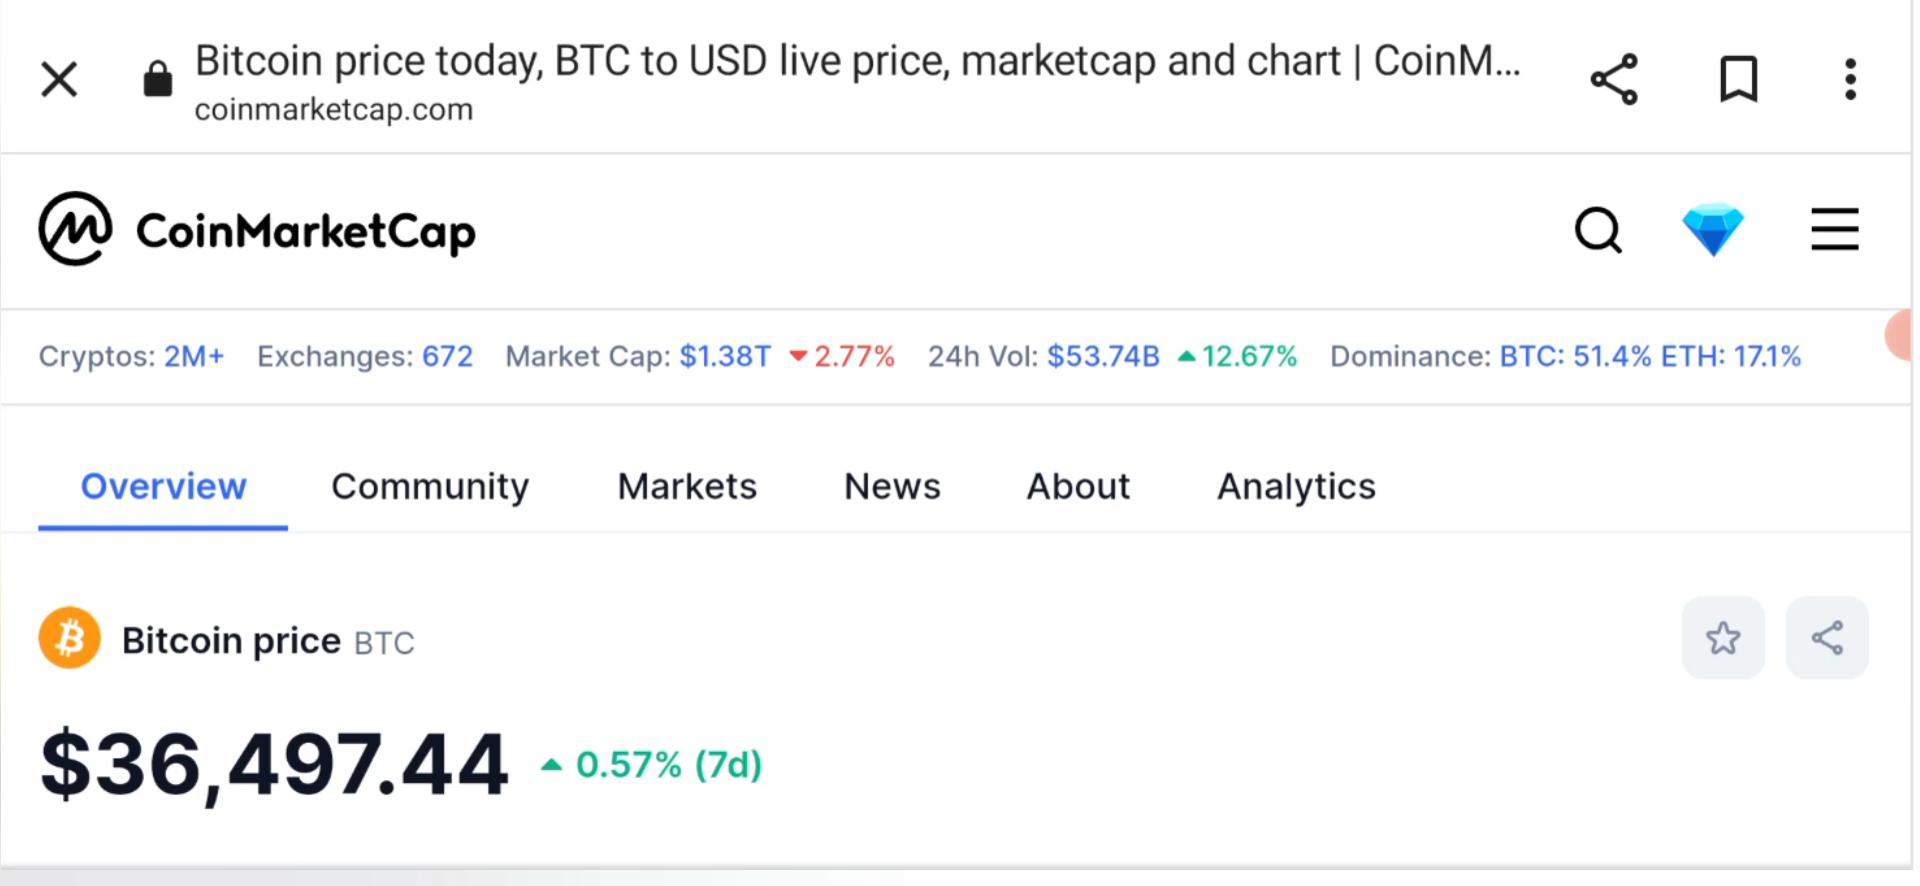 Bitcoin price today, BTC to USD live price, marketcap and chart | CoinM...
coinmarketcap.com
CoinMarketCap
Cryptos: 2M+ Exchanges: 672 Market Cap: $1.38T 2.77% 24h Vol: $53.74B 12.67% Dominance: BTC: 51.4% ETH: 17.1%
Overview Community Markets News About Analytics
Bitcoin price BTC
$36,497.44 0.57% (7d)